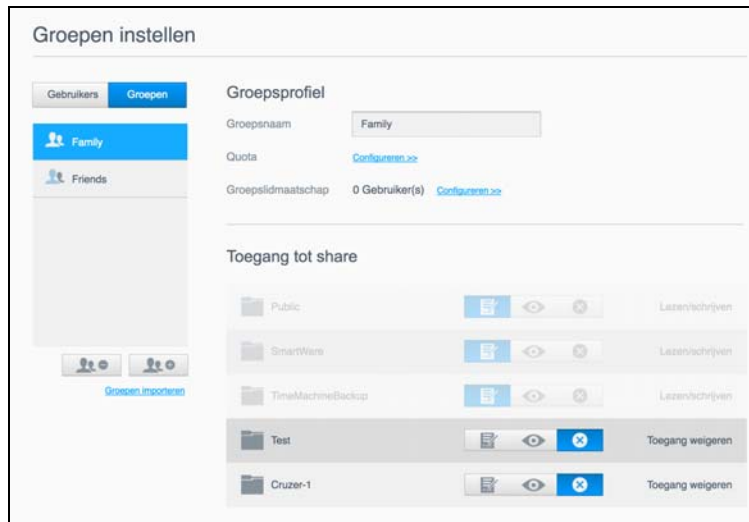 Groepen instellen
Gebruikers Groepen
Family
Friends
Groepen importeren
Groepsprofiel
Groepsnaam Family
Quota Configureren >>
Groepslidmaatschap 0 Gebruiker(s) Configureren >>
Toegang tot share
Public Lezen/schrijven
SmartWare Lezen/schrijven
TimeMachineBackup Lezen/schrijven
Test Toegang weigeren
Cruzer-1 Toegang weigeren